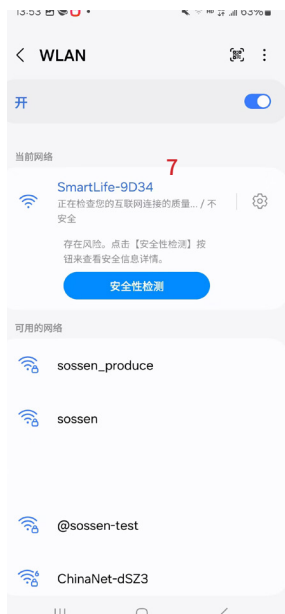 13:53
63%
WLAN
开
当前网络
7
SmartLife-9D34
正在检查您的互联网连接的质量... / 不
安全
存在风险。点击【安全性检测】按
钮来查看安全信息详情。
安全性检测
可用的网络
sossen_produce
sossen
@sossen-test
ChinaNet-dSZ3